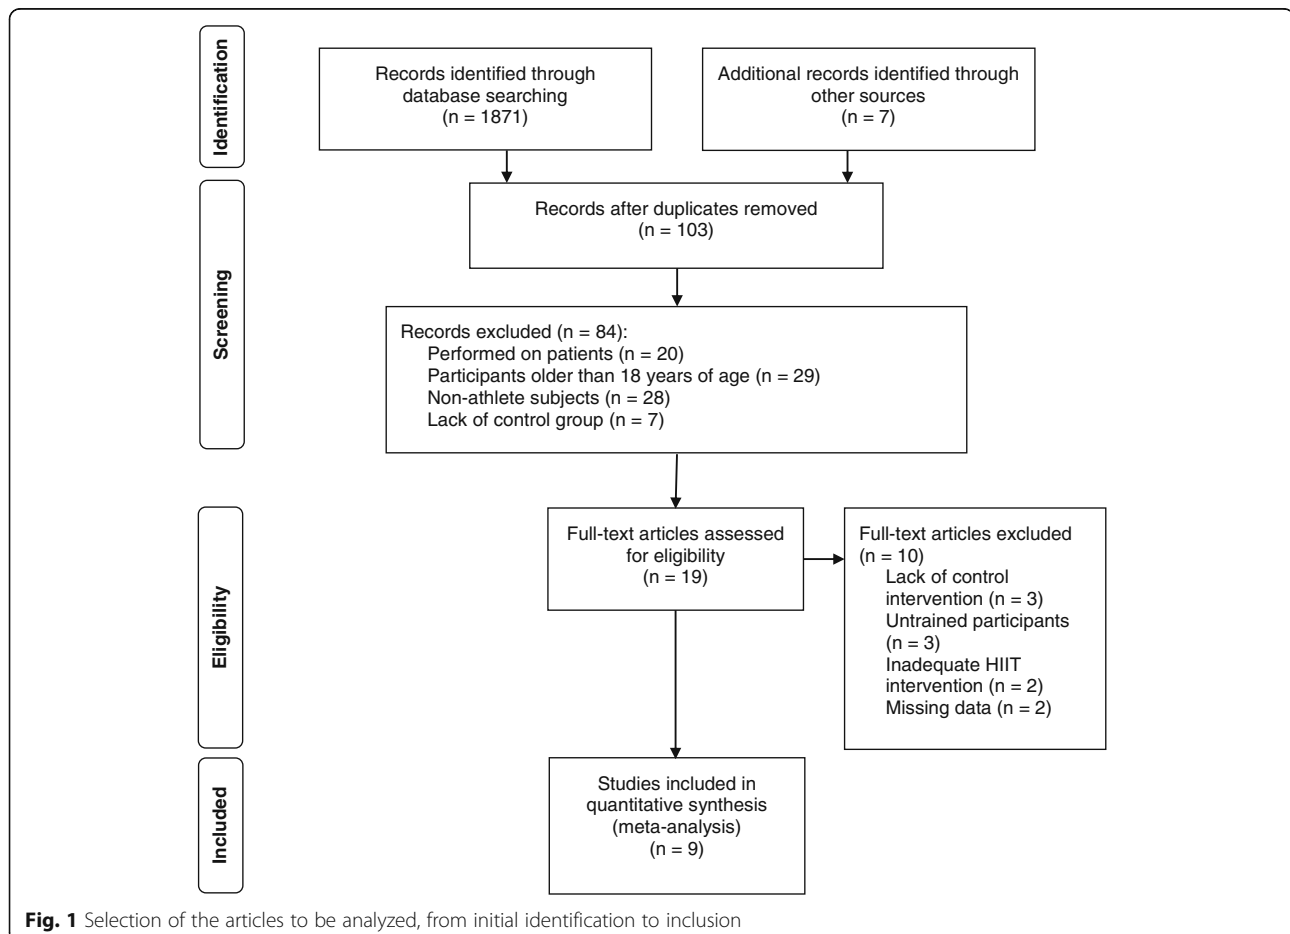 Identification
Records identified through
database searching
(n = 1871)
Additional records identified through
other sources
(n = 7)
Screening
Records after duplicates removed
(n = 103)
Records excluded (n = 84):
Performed on patients (n = 20)
Participants older than 18 years of age (n = 29)
Non-athlete subjects (n = 28)
Lack of control group (n = 7)
Eligibility
Full-text articles assessed
for eligibility
(n = 19)
Full-text articles excluded
(n = 10)
Lack of control
intervention (n = 3)
Untrained participants
(n = 3)
Inadequate HIIT
intervention (n = 2)
Missing data (n = 2)
Included
Studies included in
quantitative synthesis
(meta-analysis)
(n = 9)
Fig. 1 Selection of the articles to be analyzed, from initial identification to inclusion